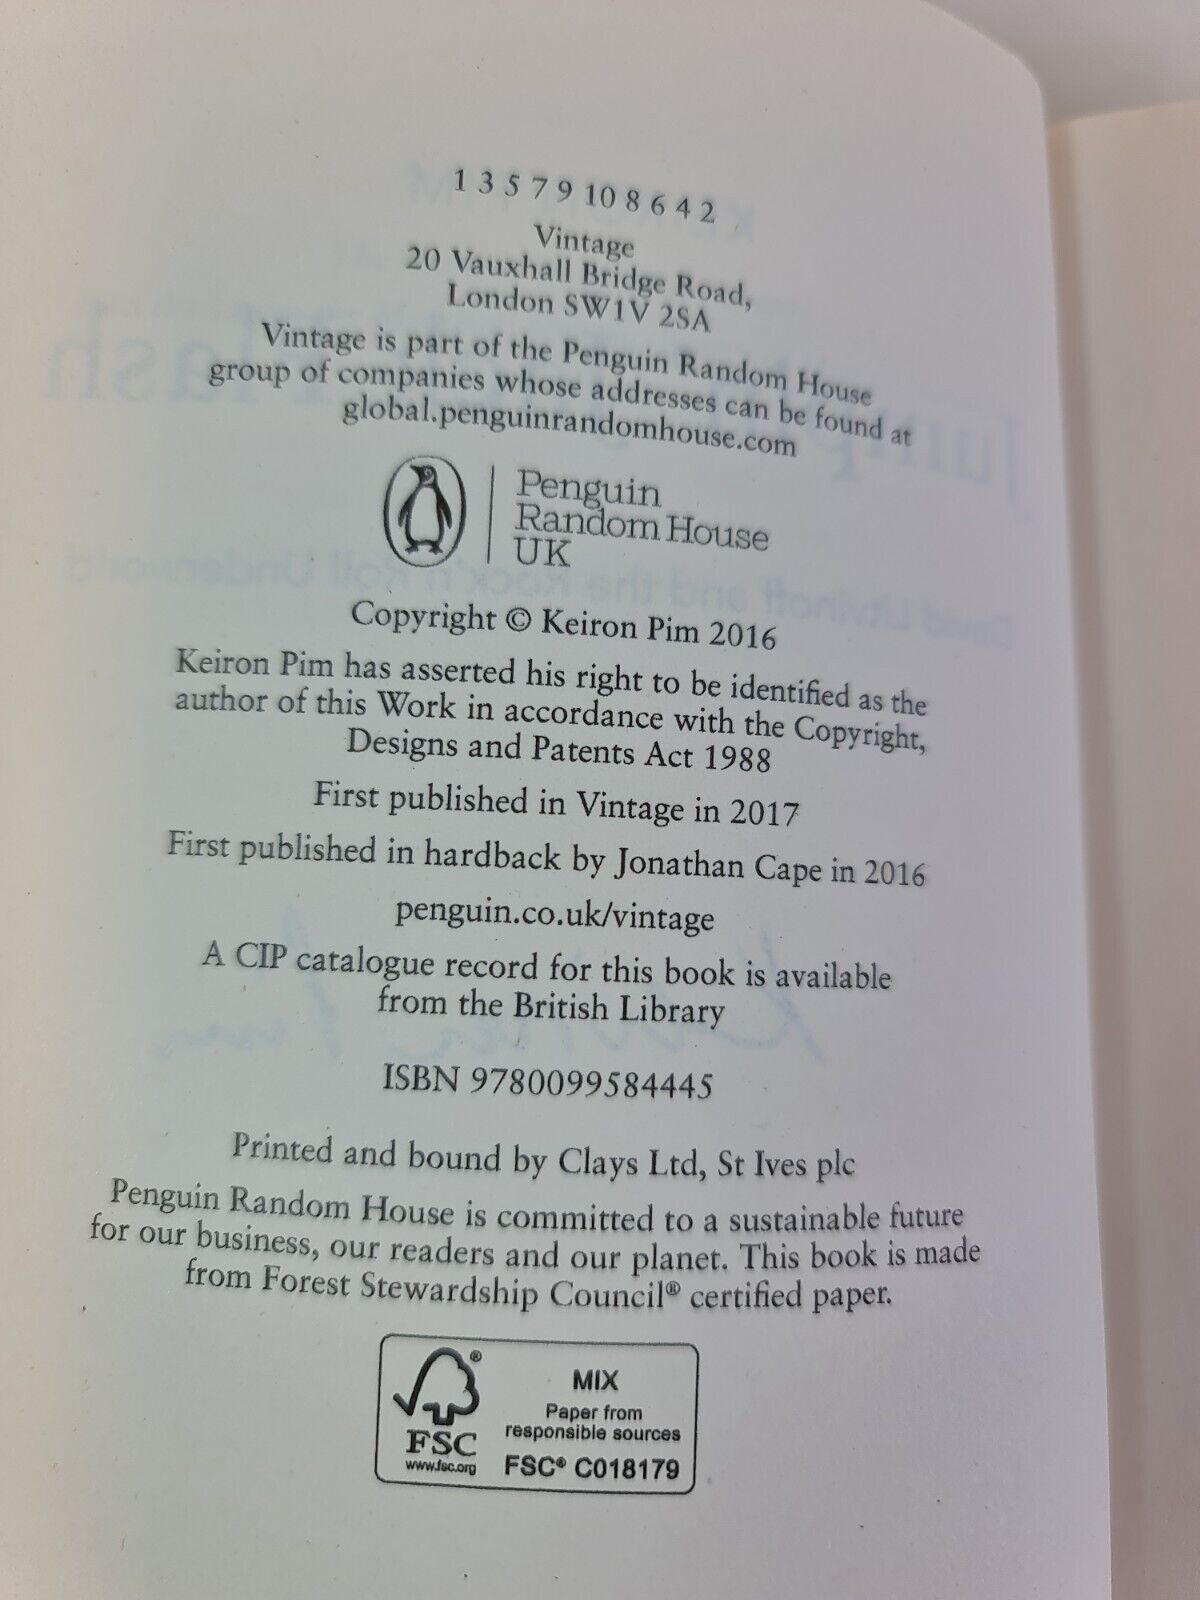 1 3 5 7 9 10 8 6 4 2
Vintage
20 Vauxhall Bridge Road,
London SW1V 2SA
Vintage is part of the Penguin Random House
group of companies whose addresses can be found at
global.penguinrandomhouse.com
Penguin
Random House
UK
Copyright © Keiron Pim 2016
Keiron Pim has asserted his right to be identified as the
author of this Work in accordance with the Copyright,
Designs and Patents Act 1988
First published in Vintage in 2017
First published in hardback by Jonathan Cape in 2016
penguin.co.uk/vintage
A CIP catalogue record for this book is available
from the British Library
ISBN 9780099584445
Printed and bound by Clays Ltd, St Ives plc
Penguin Random House is committed to a sustainable future
for our business, our readers and our planet. This book is made
from Forest Stewardship Council® certified paper.
®
FSC
www.fsc.org
MIX
Paper from
responsible sources
FSC® C018179